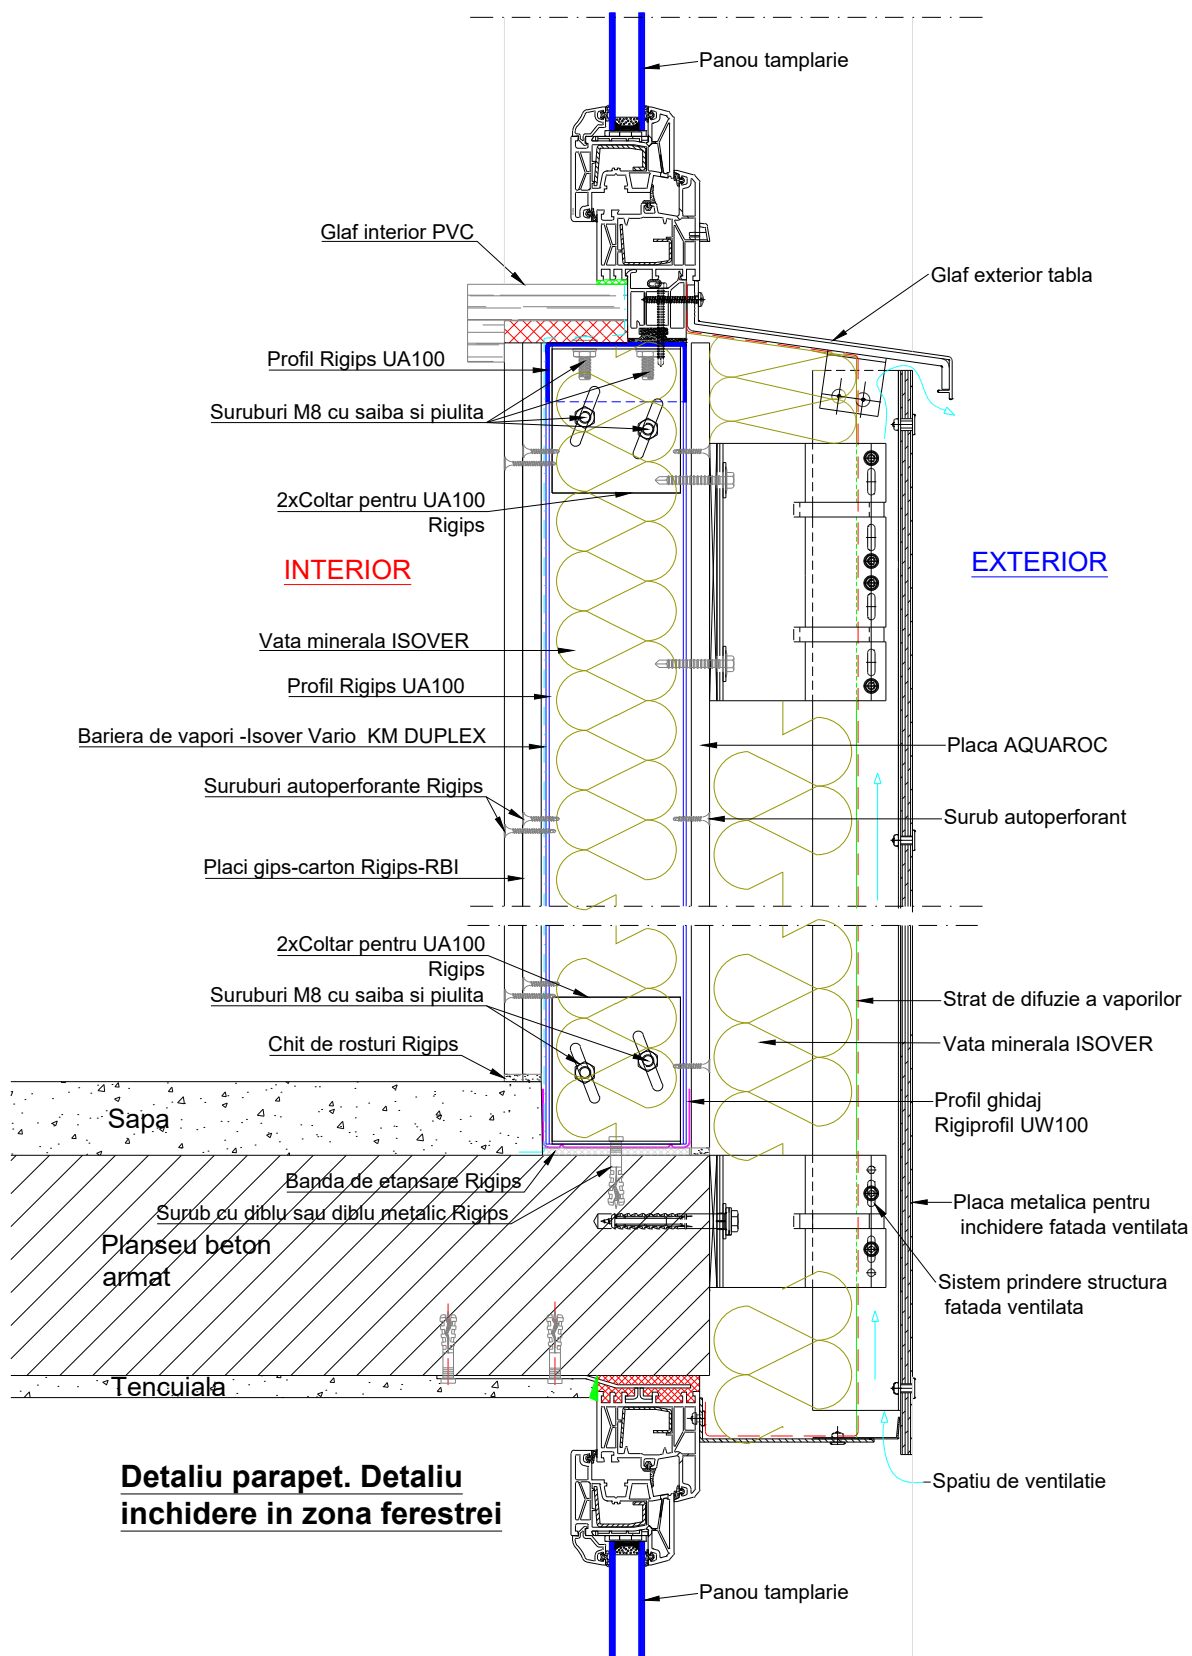 Panou tamplarie
Glaf interior PVC
Glaf exterior tabla
Profil Rigips UA100
Suruburi M8 cu saiba si piulita
2xColtar pentru UA100
Rigips
INTERIOR
EXTERIOR
Vata minerala ISOVER
Profil Rigips UA100
Bariera de vapori -Isover Vario KM DUPLEX
Placa AQUAROC
Suruburi autoperforante Rigips
Surub autoperforant
Placi gips-carton Rigips-RBI
2xColtar pentru UA100
Rigips
Suruburi M8 cu saiba si piulita
Strat de difuzie a vaporilor
Chit de rosturi Rigips
Vata minerala ISOVER
Sapa
Profil ghidaj
Rigiprofil UW100
Banda de etansare Rigips
Surub cu diblu sau diblu metalic Rigips
Placa metalica pentru
inchidere fatada ventilata
Planseu beton
armat
Sistem prindere structura
fatada ventilata
Tencuiala
Detaliu parapet. Detaliu
inchidere in zona ferestrei
Spatiu de ventilatie
Panou tamplarie